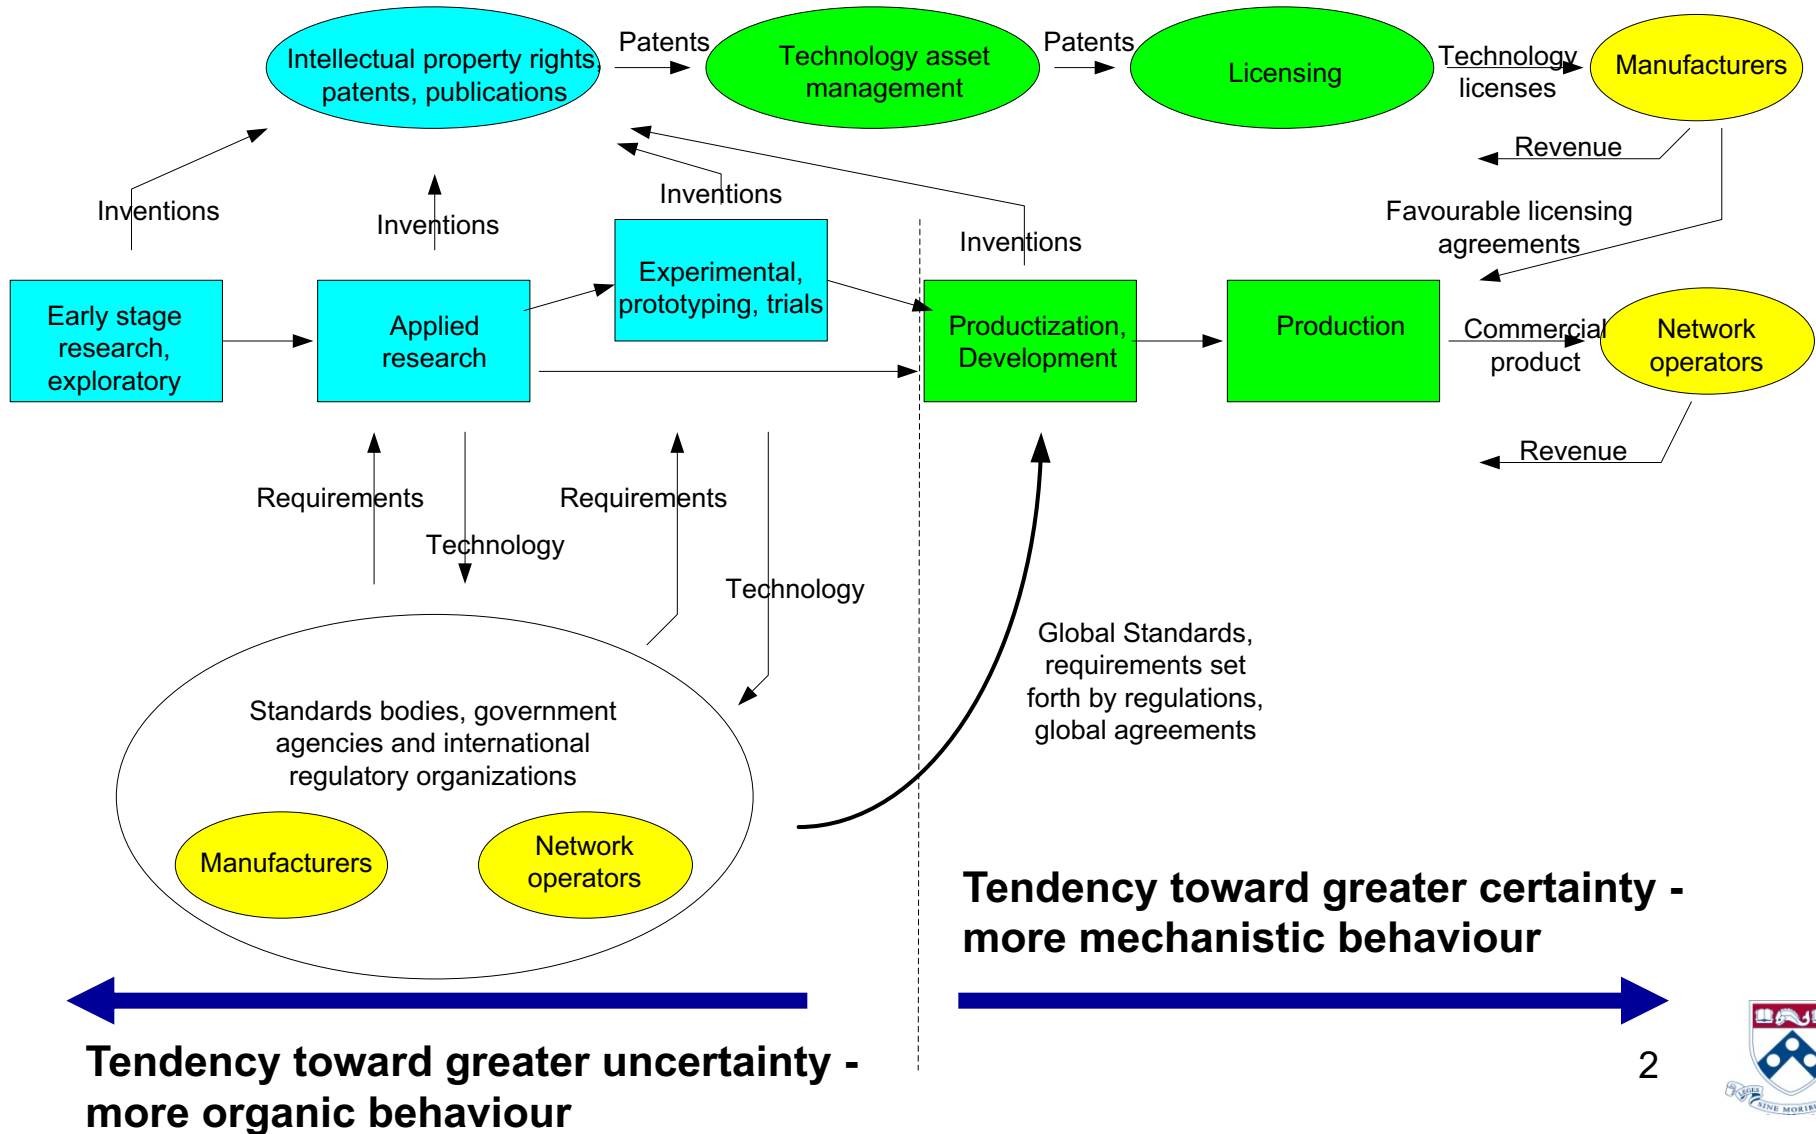 Intellectual property rights,
patents, publications
Patents
Technology asset
management
Patents
Licensing
Technology
licenses
Manufacturers
Revenue
Favourable licensing
agreements
Inventions
Inventions
Inventions
Inventions
Early stage
research,
exploratory
Applied
research
Experimental,
prototyping, trials
Productization,
Development
Production
Commercial
product
Network
operators
Revenue
Requirements
Technology
Requirements
Technology
Global Standards,
requirements set
forth by regulations,
global agreements
Standards bodies, government
agencies and international
regulatory organizations
Manufacturers
Network
operators
Tendency toward greater certainty -
more mechanistic behaviour
Tendency toward greater uncertainty -
more organic behaviour
2
LEGES
SINE MORIB